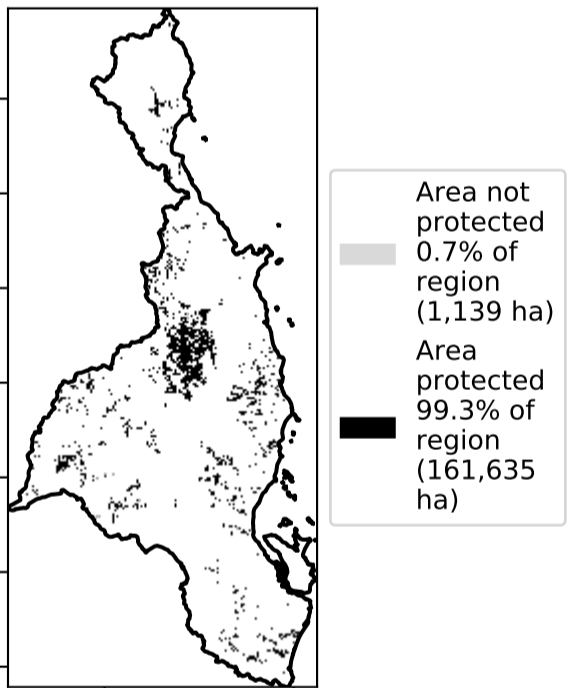 Area not
protected
0.7% of
region
(1,139 ha)
Area
protected
99.3% of
region
(161,635
ha)